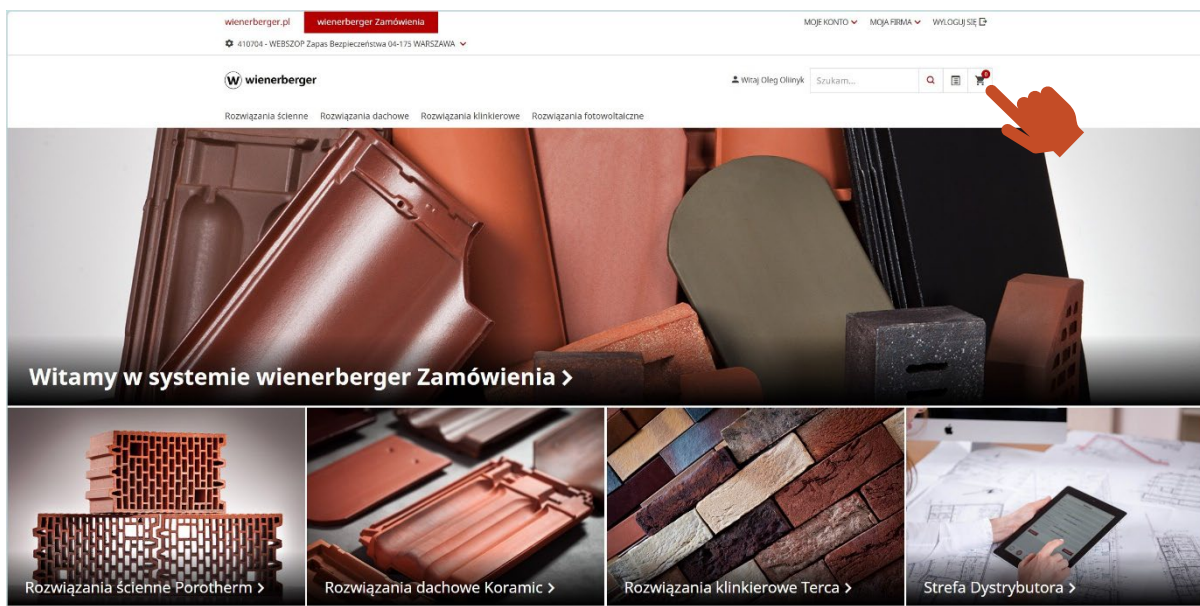 wienerberger.pl wienerberger Zamówienia MOJE KONTO MOJA FIRMA WYLOGUJ SIĘ
410704 - WEBSZOP Zapas Bezpieczeństwa 04-175 WARSZAWA
W wienerberger Witaj Oleg Oliinyk Szukam... 0
Rozwiązania ścienne Rozwiązania dachowe Rozwiązania klinkierowe Rozwiązania fotowoltaiczne
Witamy w systemie wienerberger Zamówienia >
Rozwiązania ścienne Porotherm > Rozwiązania dachowe Koramic > Rozwiązania klinkierowe Terca > Strefa Dystrybutora >